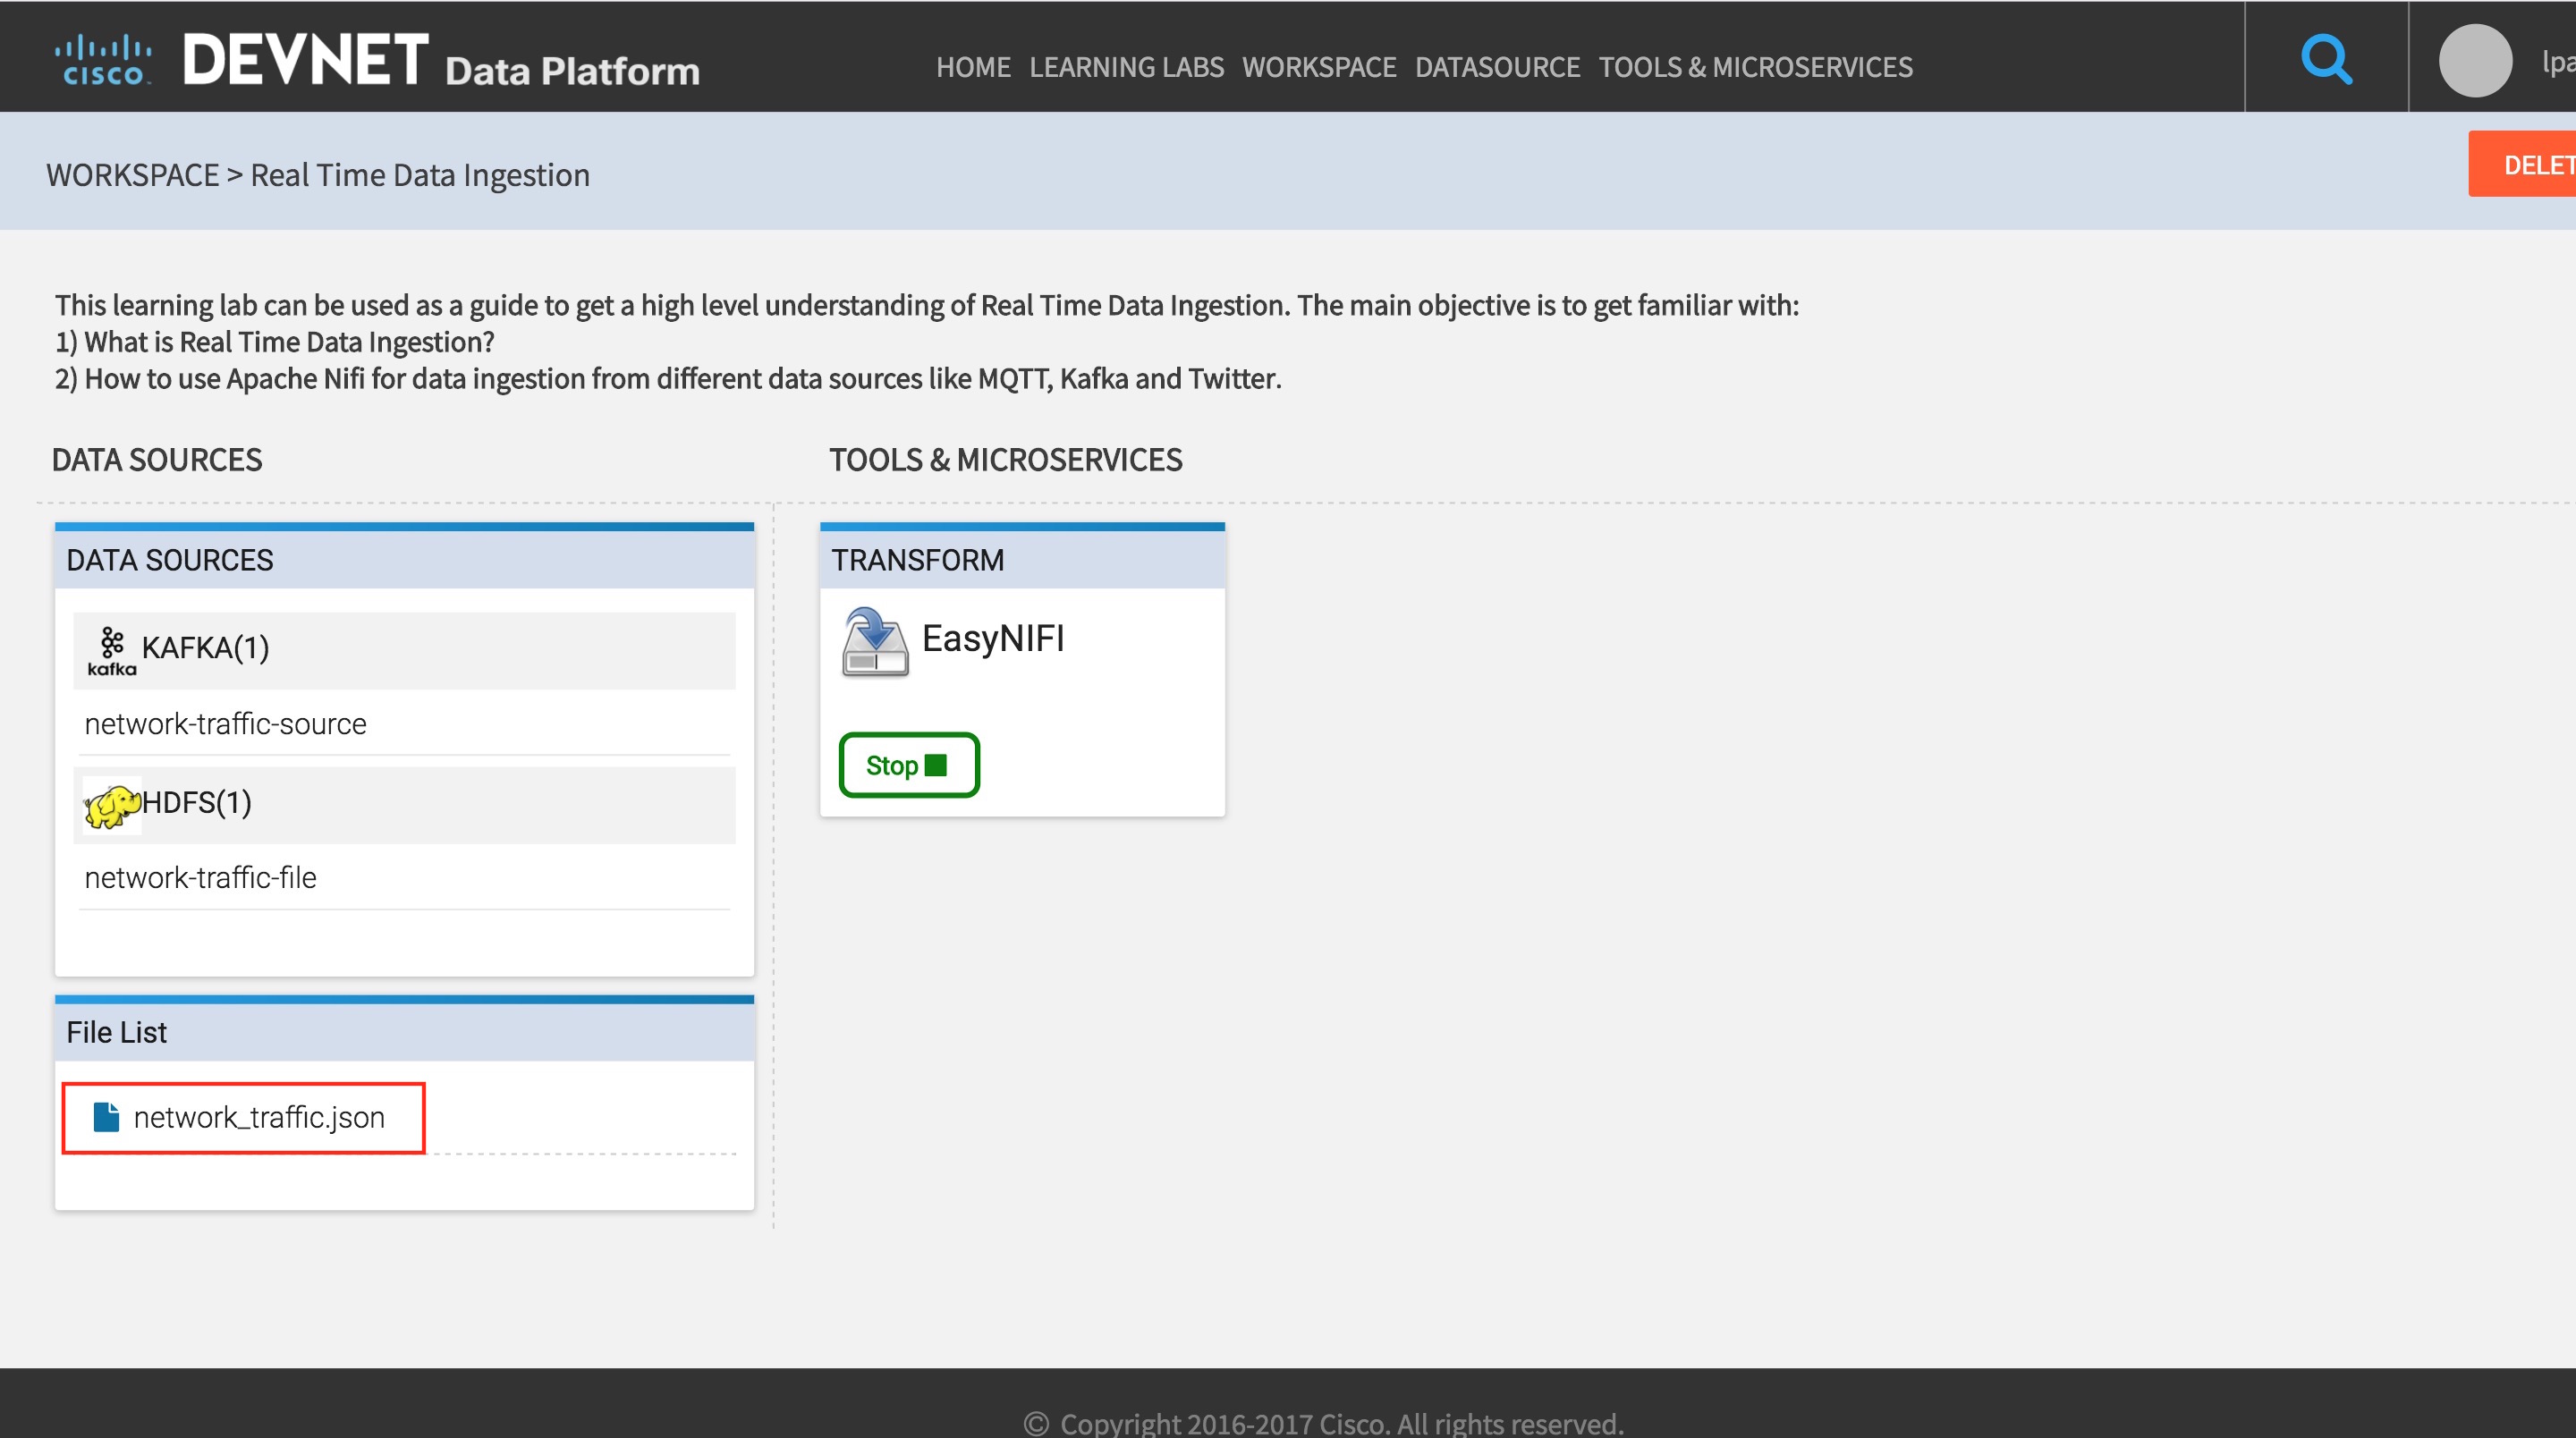 CISCO DEVNET Data Platform
HOME LEARNING LABS WORKSPACE DATASOURCE TOOLS & MICROSERVICES
WORKSPACE > Real Time Data Ingestion
This learning lab can be used as a guide to get a high level understanding of Real Time Data Ingestion. The main objective is to get familiar with:
1) What is Real Time Data Ingestion?
2) How to use Apache Nifi for data ingestion from different data sources like MQTT, Kafka and Twitter.
DATA SOURCES
TOOLS & MICROSERVICES
DATA SOURCES
kafka KAFKA(1)
network-traffic-source
HDFS(1)
network-traffic-file
File List
network_traffic.json
TRANSFORM
EasyNIFI
Stop
© Copyright 2016-2017 Cisco. All rights reserved.